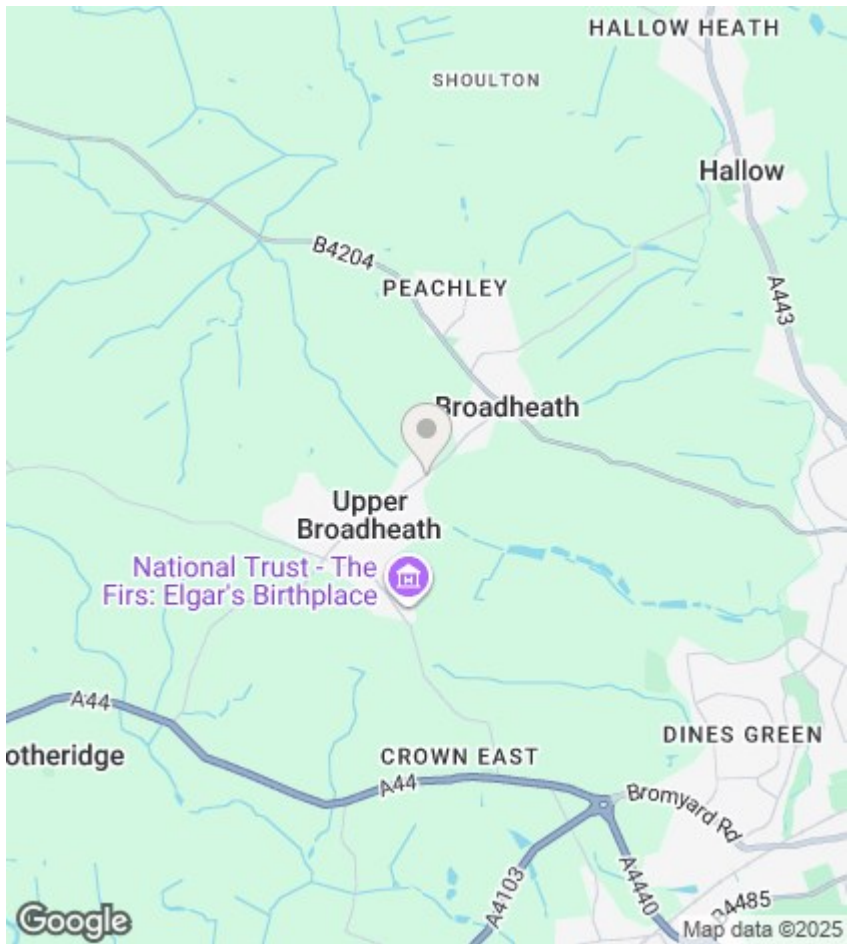 HALLOW HEATH
SHOULTON
Hallow
B4204
PEACHLEY
A443
Broadheath
Upper
Broadheath
National Trust - The
Firs: Elgar's Birthplace
A44
DINES GREEN
otheridge
CROWN EAST
A44
Bromyard Rd
A4103
A4440
B4485
Google
Map data ©2025